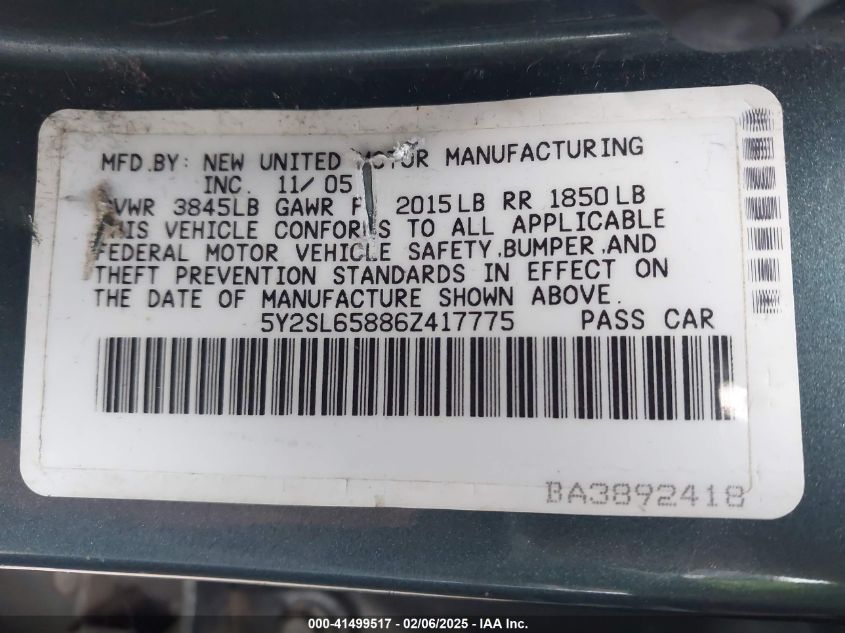 MFD.BY: NEW UNITED MOTOR MANUFACTURING
INC. 11/05
GVWR 3845LB GAWR F 2015LB RR 1850LB
THIS VEHICLE CONFORMS TO ALL APPLICABLE
FEDERAL MOTOR VEHICLE SAFETY,BUMPER,AND
THEFT PREVENTION STANDARDS IN EFFECT ON
THE DATE OF MANUFACTURE SHOWN ABOVE.
5Y2SL65886Z417775 PASS CAR
BA3892418
000-41499517 - 02/06/2025 - IAA Inc.